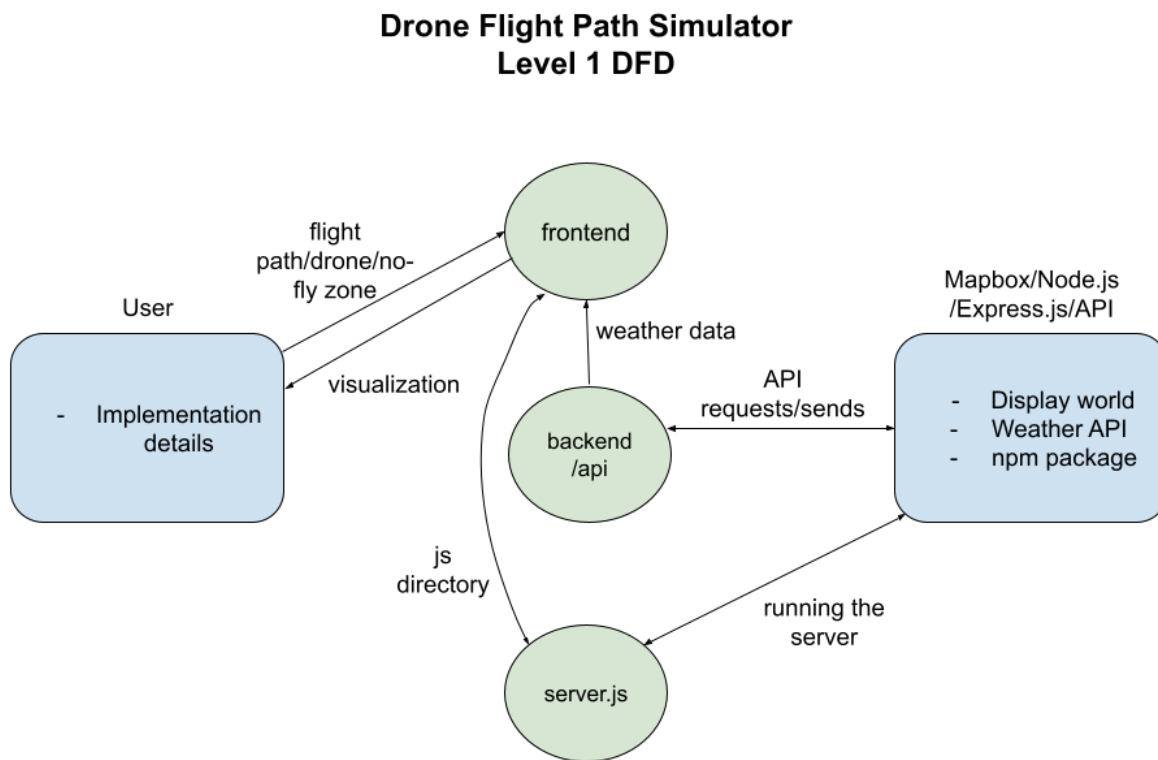 Drone Flight Path Simulator
Level 1 DFD
frontend
flight
path/drone/no-
fly zone
User
- Implementation
details
visualization
weather data
Mapbox/Node.js
/Express.js/API
- Display world
- Weather API
- npm package
API
requests/sends
backend
/api
js
directory
running the
server
server.js